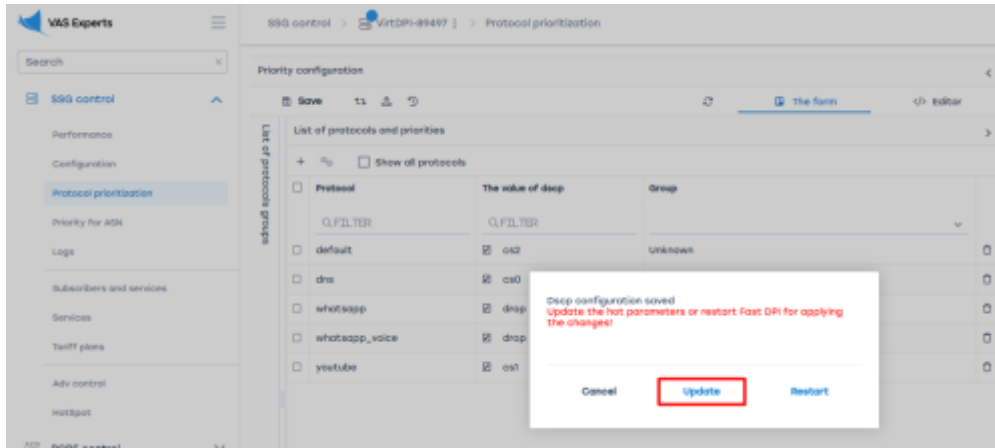 VAS Experts
SSG control > VirtDPI-89497 > Protocol prioritization
Search
Priority configuration
SSG control
Save
The form
</> Editor
Performance
List of protocols groups
List of protocols and priorities
Configuration
Show all protocols
Protocol prioritization
Protocol
The value of dscp
Group
Priority for ASN
FILTER
FILTER
Logs
default
cs2
Unknown
Subscribers and services
dns
cs0
Services
whatsapp
drop
Tariff plans
whatsapp_voice
drop
youtube
cs1
Adv control
HotSpot
Dscp configuration saved
Update the hot parameters or restart Fast DPI for applying
the changes!
Cancel
Update
Restart